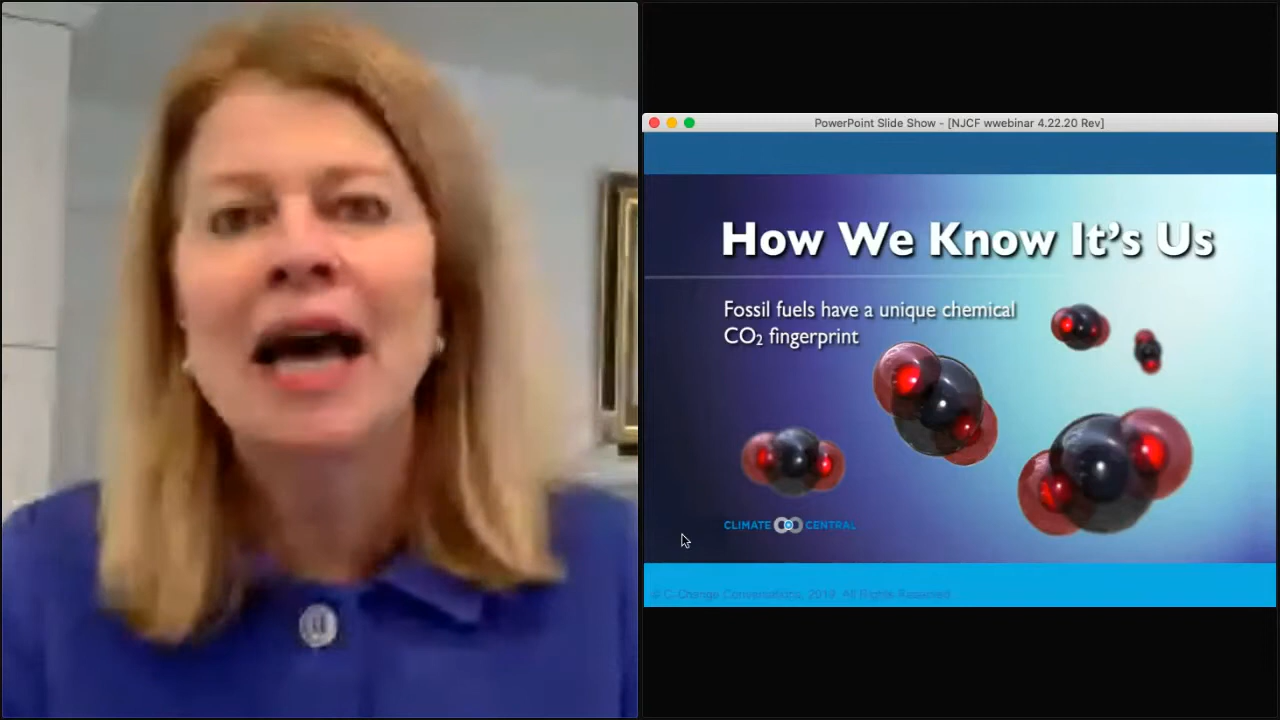 PowerPoint Slide Show - [NJCF wwebinar 4.22.20 Rev]
How We Know It's Us
Fossil fuels have a unique chemical
CO₂ fingerprint
CLIMATE CENTRAL
© C-Change Conversations, 2019. All Rights Reserved